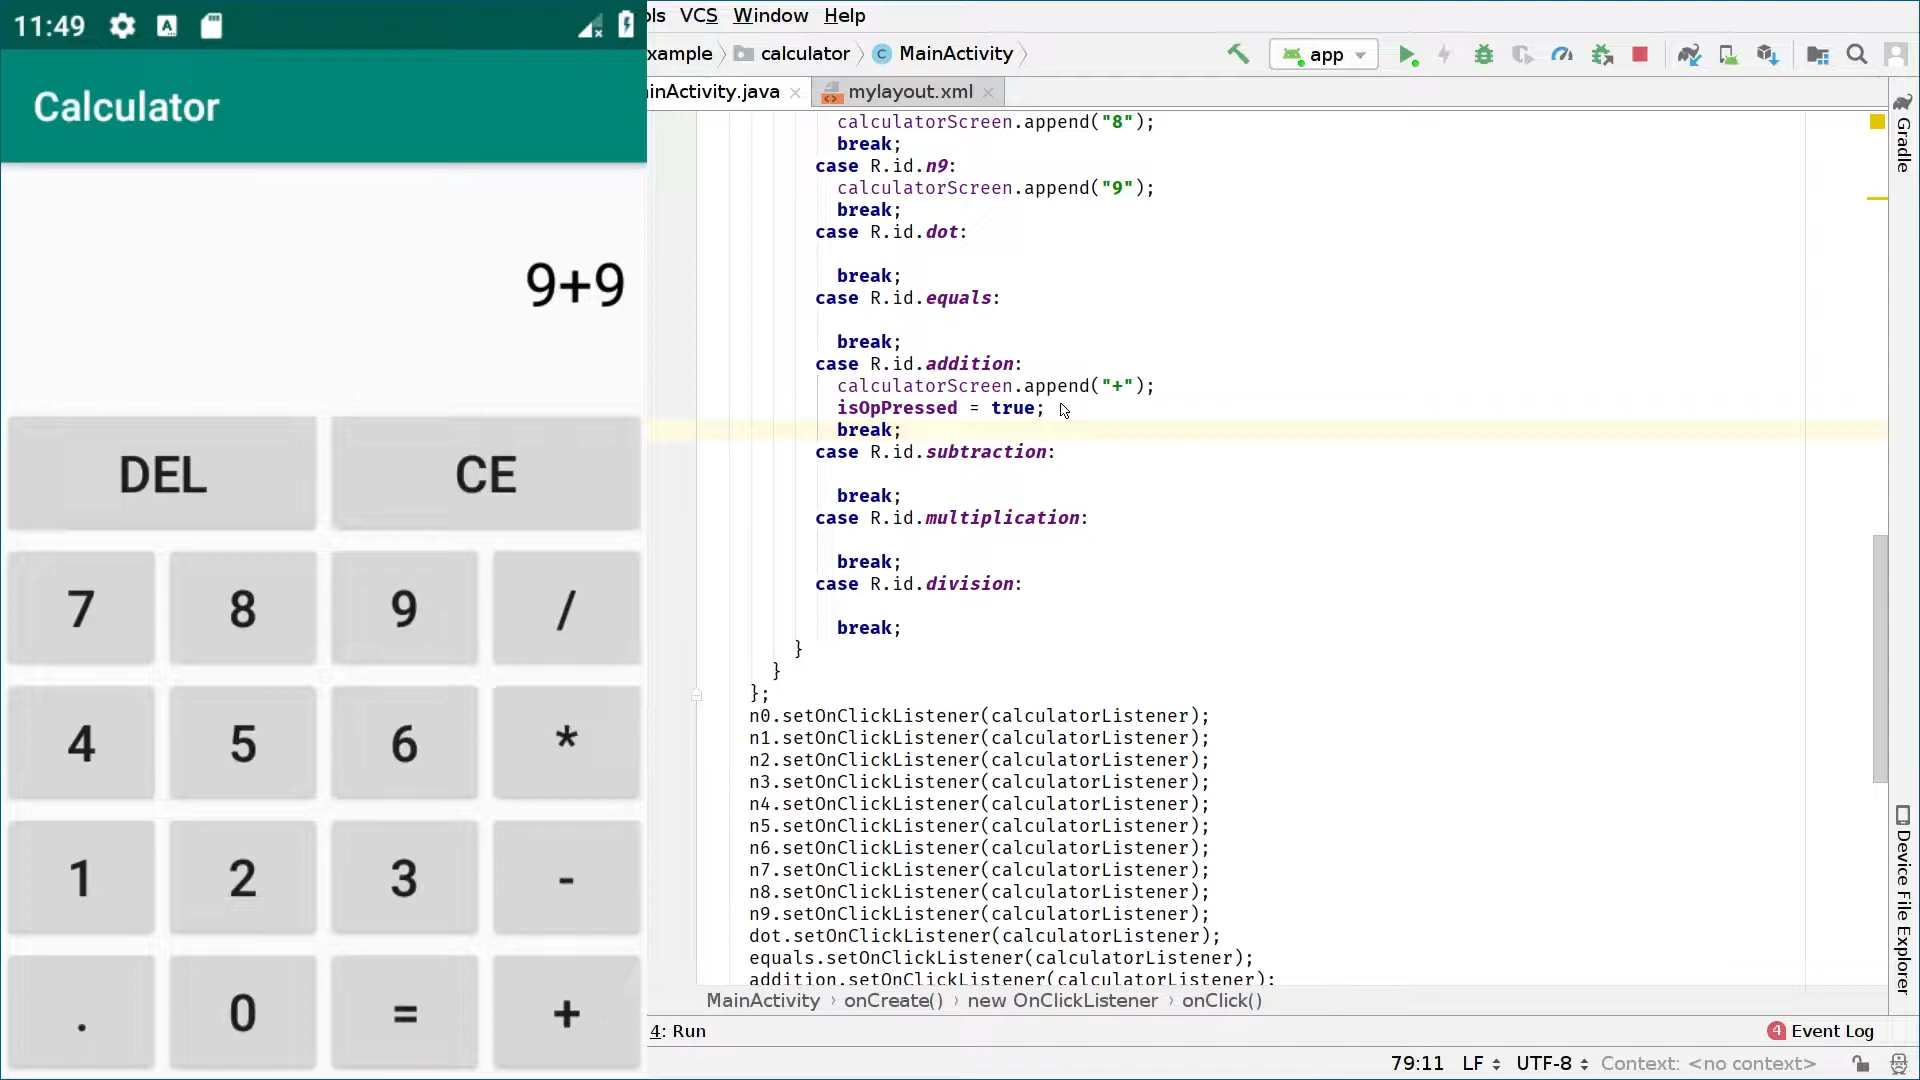 11:49
Calculator
9+9
DEL CE
7 8 9 /
4 5 6 *
1 2 3 -
. 0 = +
ls VCS Window Help
xample calculator MainActivity
app
inActivity.java mylayout.xml
calculatorScreen.append("8");
break;
case R.id.n9:
calculatorScreen.append("9");
break;
case R.id.dot:
break;
case R.id.equals:
break;
case R.id.addition:
calculatorScreen.append("+");
isOpPressed = true;
break;
case R.id.subtraction:
break;
case R.id.multiplication:
break;
case R.id.division:
break;
}
}
};
n0.setOnClickListener(calculatorListener);
n1.setOnClickListener(calculatorListener);
n2.setOnClickListener(calculatorListener);
n3.setOnClickListener(calculatorListener);
n4.setOnClickListener(calculatorListener);
n5.setOnClickListener(calculatorListener);
n6.setOnClickListener(calculatorListener);
n7.setOnClickListener(calculatorListener);
n8.setOnClickListener(calculatorListener);
n9.setOnClickListener(calculatorListener);
dot.setOnClickListener(calculatorListener);
equals.setOnClickListener(calculatorListener);
addition.setOnClickListener(calculatorListener);
MainActivity › onCreate() › new OnClickListener › onClick()
4: Run
4 Event Log
79:11 LF UTF-8 Context: <no context>
Gradle
Device File Explorer